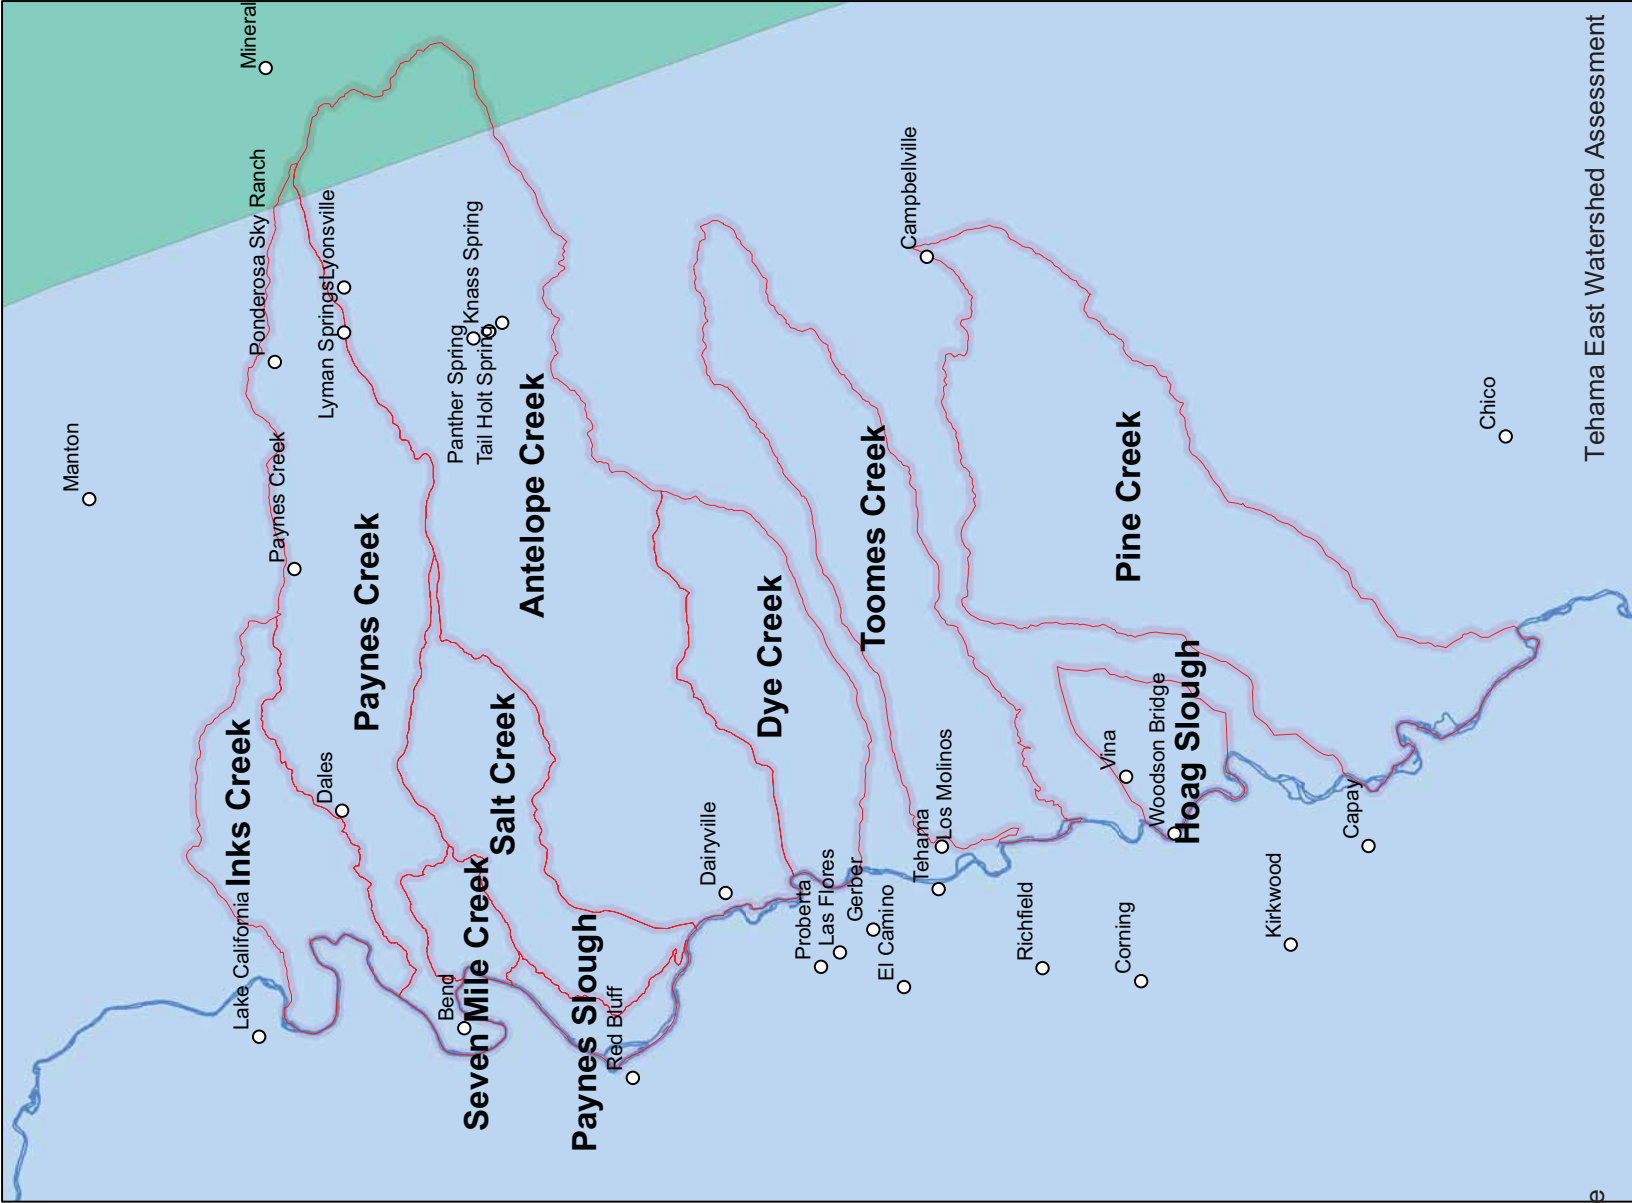 Mineral
Manton
Ponderosa Sky Ranch
Lyonsville
Lyman Springs
Knass Spring
Panther Spring
Tail Holt Spring
Paynes Creek
Campbellville
Chico
Tehama East Watershed Assessment
Antelope Creek
Paynes Creek
Toomes Creek
Pine Creek
Dye Creek
Inks Creek
Dales
Salt Creek
Dairyville
Los Molinos
Vina
Woodson Bridge
Hoag Slough
Lake California
Seven Mile Creek
Bend
Paynes Slough
Red Bluff
Proberta
Las Flores
Gerber
El Camino
Tehama
Richfield
Corning
Kirkwood
Capay
e